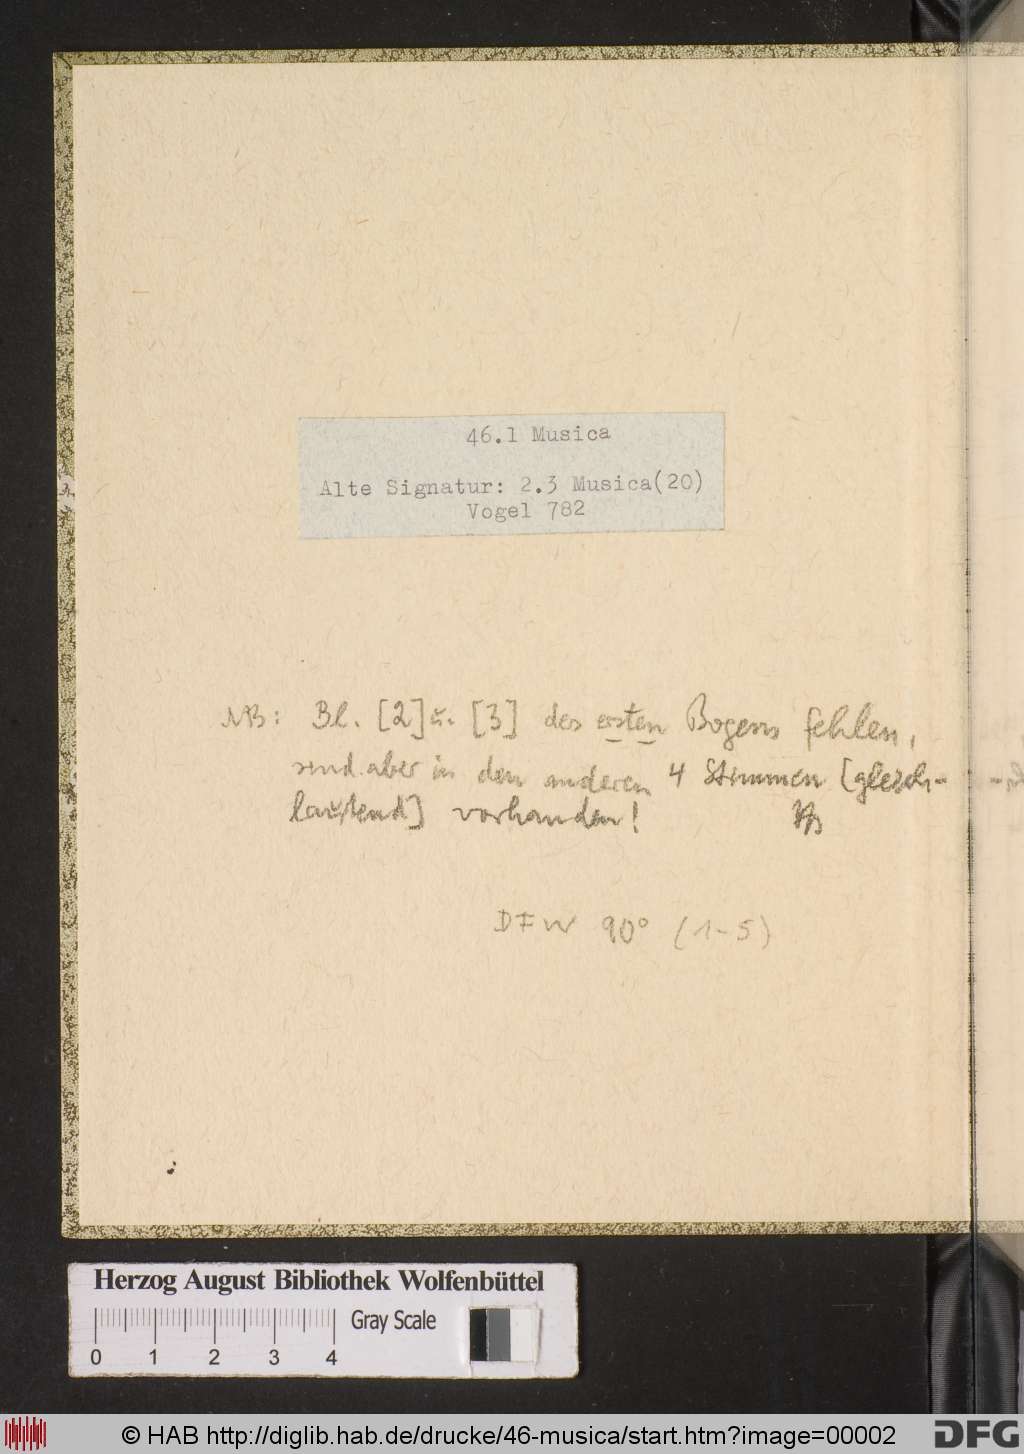 46.1 Musica
Alte Signatur: 2.3 Musica(20)
Vogel 782
NB: Bl. [2] u. [3] des ersten Bogens fehlen,
sind aber in den anderen 4 Stimmen [gleich-
lautend] vorhanden!
DFW 90° (1-5)
Herzog August Bibliothek Wolfenbüttel
Gray Scale
0 1 2 3 4
© HAB http://diglib.hab.de/drucke/46-musica/start.htm?image=00002
DFG